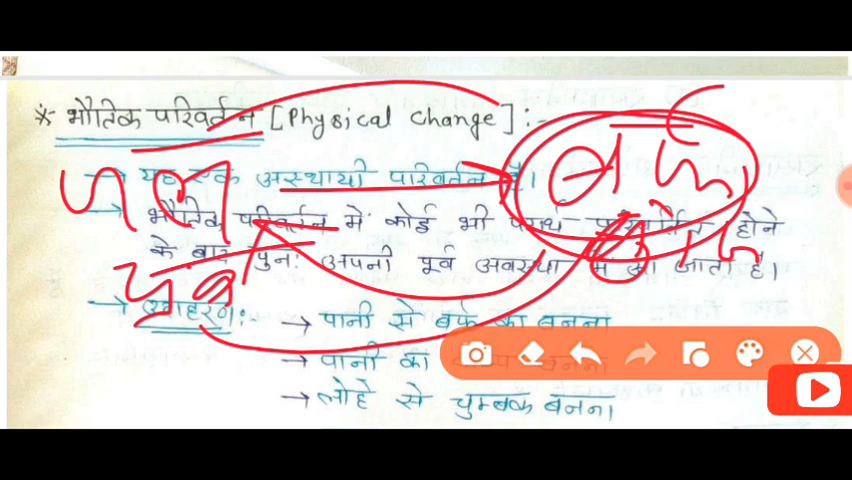 * भौतिक परिवर्तन [Physical Change] :-
→ यह एक अस्थायी परिवर्तन है।
→ भौतिक परिवर्तन में कोई भी पदार्थ परिवर्तित होने
के बाद पुनः अपनी पूर्व अवस्था में आ जाता है।
→ उदाहरण :- → पानी से बर्फ का बनना
→ पानी का बनना
→ लोहे से चुम्बक बनना